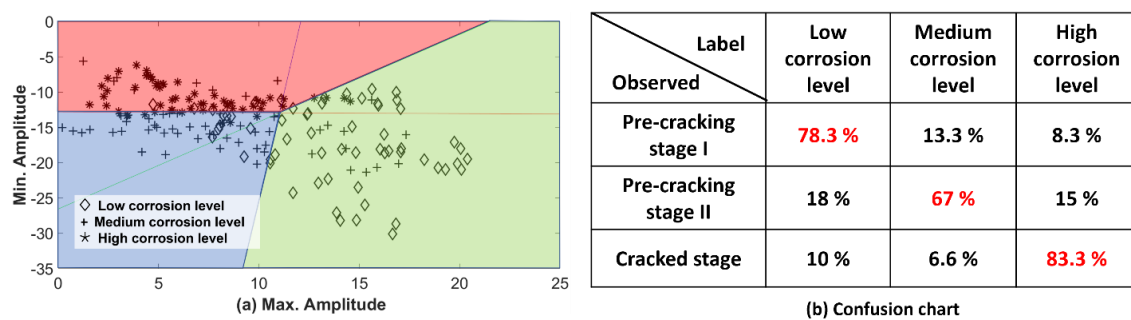 0
-5
-10
-15
-20
-25
-30
-35
Min. Amplitude
Low corrosion level
Medium corrosion level
High corrosion level
0 5 10 15 20 25
(a) Max. Amplitude
Label
Observed
Low corrosion level
Medium corrosion level
High corrosion level
Pre-cracking stage I
78.3 % 13.3 % 8.3 %
Pre-cracking stage II
18 % 67 % 15 %
Cracked stage 10 % 6.6 % 83.3 %
(b) Confusion chart